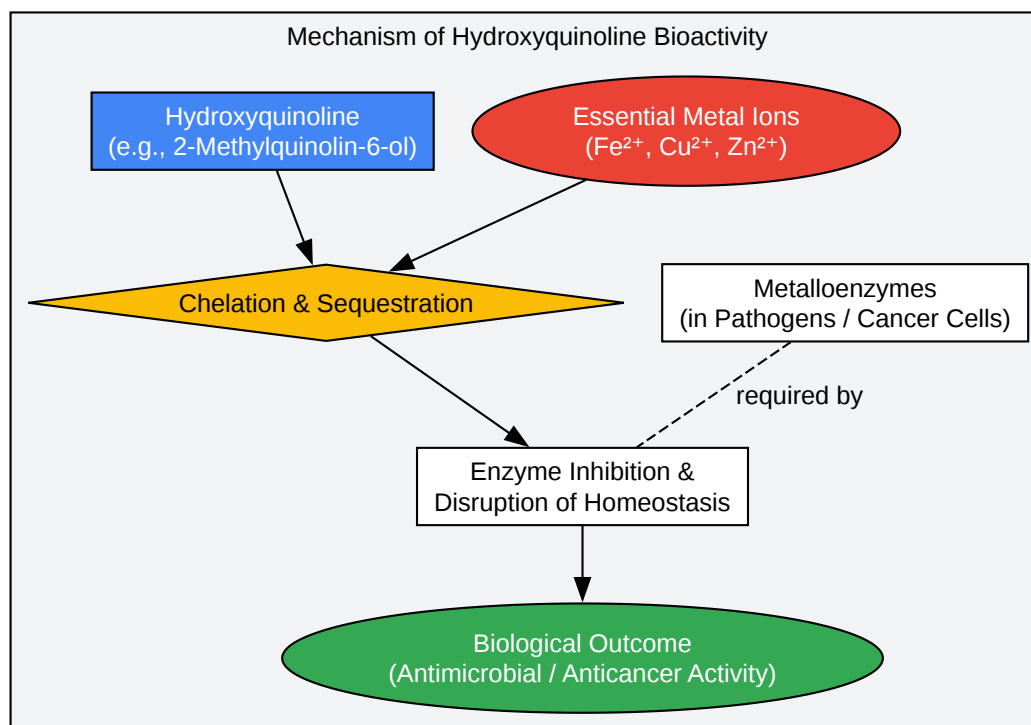 Mechanism of Hydroxyquinoline Bioactivity
Hydroxyquinoline
(e.g., 2-Methylquinolin-6-ol)
Essential Metal Ions
(Fe²⁺, Cu²⁺, Zn²⁺)
Chelation & Sequestration
Metalloenzymes
(in Pathogens / Cancer Cells)
required by
Enzyme Inhibition &
Disruption of Homeostasis
Biological Outcome
(Antimicrobial / Anticancer Activity)